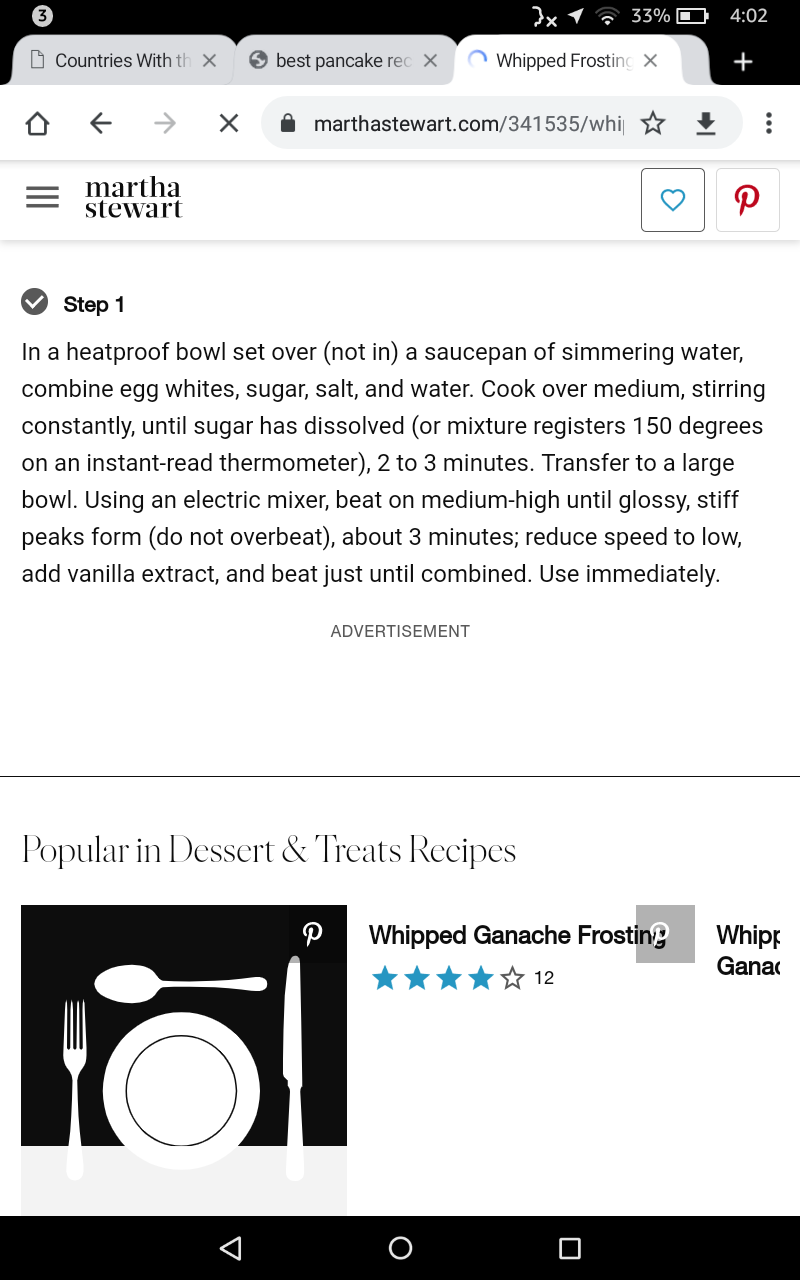 3 33% 4:02
Countries With th best pancake rec Whipped Frosting
marthastewart.com/341535/whi
martha
stewart
Step 1
In a heatproof bowl set over (not in) a saucepan of simmering water,
combine egg whites, sugar, salt, and water. Cook over medium, stirring
constantly, until sugar has dissolved (or mixture registers 150 degrees
on an instant-read thermometer), 2 to 3 minutes. Transfer to a large
bowl. Using an electric mixer, beat on medium-high until glossy, stiff
peaks form (do not overbeat), about 3 minutes; reduce speed to low,
add vanilla extract, and beat just until combined. Use immediately.
ADVERTISEMENT
Popular in Dessert & Treats Recipes
Whipped Ganache Frosting
12
Whipp
Ganac